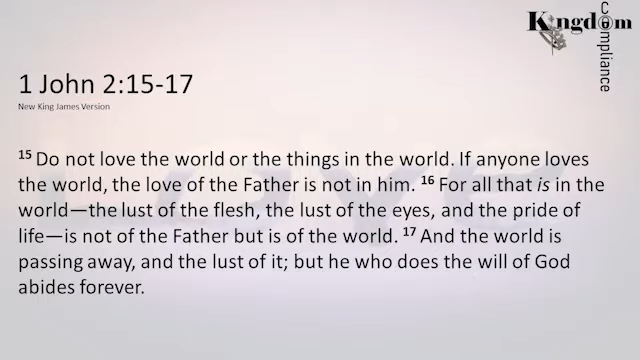 Kingdom
Compliance
1 John 2:15-17
New King James Version
15 Do not love the world or the things in the world. If anyone loves
the world, the love of the Father is not in him. 16 For all that is in the
world—the lust of the flesh, the lust of the eyes, and the pride of
life—is not of the Father but is of the world. 17 And the world is
passing away, and the lust of it; but he who does the will of God
abides forever.